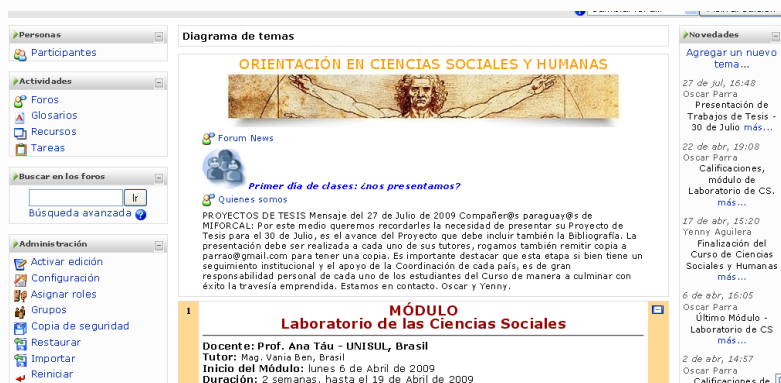 Personas
Participantes
Actividades
Foros
Glosarios
Recursos
Tareas
Buscar en los foros
Ir
Búsqueda avanzada
Administración
Activar edición
Configuración
Asignar roles
Grupos
Copia de seguridad
Restaurar
Importar
Reiniciar
Diagrama de temas
ORIENTACIÓN EN CIENCIAS SOCIALES Y HUMANAS
Forum News
Primer día de clases: ¿nos presentamos?
Quienes somos
PROYECTOS DE TESIS Mensaje del 27 de Julio de 2009 Compañer@s paraguay@s de
MIFORCAL: Por este medio queremos recordarles la necesidad de presentar su Proyecto de
Tesis para el 30 de Julio, es el avance del Proyecto que debe incluir también la Bibliografía. La
presentación debe ser realizada a cada uno de sus tutores, rogamos también remitir copia a
parrao@gmail.com para tener una copia. Es importante destacar que esta etapa si bien tiene un
seguimiento institucional y el apoyo de la Coordinación de cada país, es de gran
responsabilidad personal de cada uno de los estudiantes del Curso de manera a culminar con
éxito la travesía emprendida. Estamos en contacto. Oscar y Yenny.
1
MÓDULO
Laboratorio de las Ciencias Sociales
Docente: Prof. Ana Táu - UNISUL, Brasil
Tutor: Mag. Vania Ben, Brasil
Inicio del Módulo: lunes 6 de Abril de 2009
Duración: 2 semanas, hasta el 19 de Abril de 2009
Novedades
Agregar un nuevo
tema...
27 de jul, 16:48
Oscar Parra
Presentación de
Trabajos de Tesis -
30 de Julio más...
22 de abr, 19:08
Oscar Parra
Calificaciones,
módulo de
Laboratorio de CS.
más...
17 de abr, 15:20
Yenny Aguilera
Finalización del
Curso de Ciencias
Sociales y Humanas
más...
6 de abr, 16:05
Oscar Parra
Último Módulo -
Laboratorio de CS
más...
2 de abr, 14:57
Oscar Parra
Calificaciones de